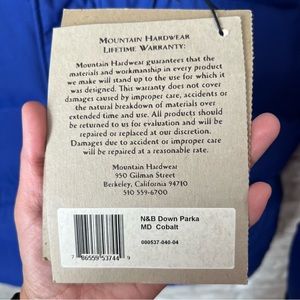 MOUNTAIN HARDWEAR
LIFETIME WARRANTY:
Mountain Hardwear guarantees that the
materials and workmanship in every product
we make will stand up to the use for which it
was designed. This warranty does not cover
damages caused by improper care, accidents or
the natural breakdown of materials over
extended time and use. All products should
be returned to us for evaluation and will be
repaired or replaced at our discretion.
Damages due to accident or improper care
will be repaired at a reasonable rate.
Mountain Hardwear
950 Gilman Street
Berkeley, California 94710
510 559-6700
N&B Down Parka
MD Cobalt
000537-040-04
7 86559 53744 9